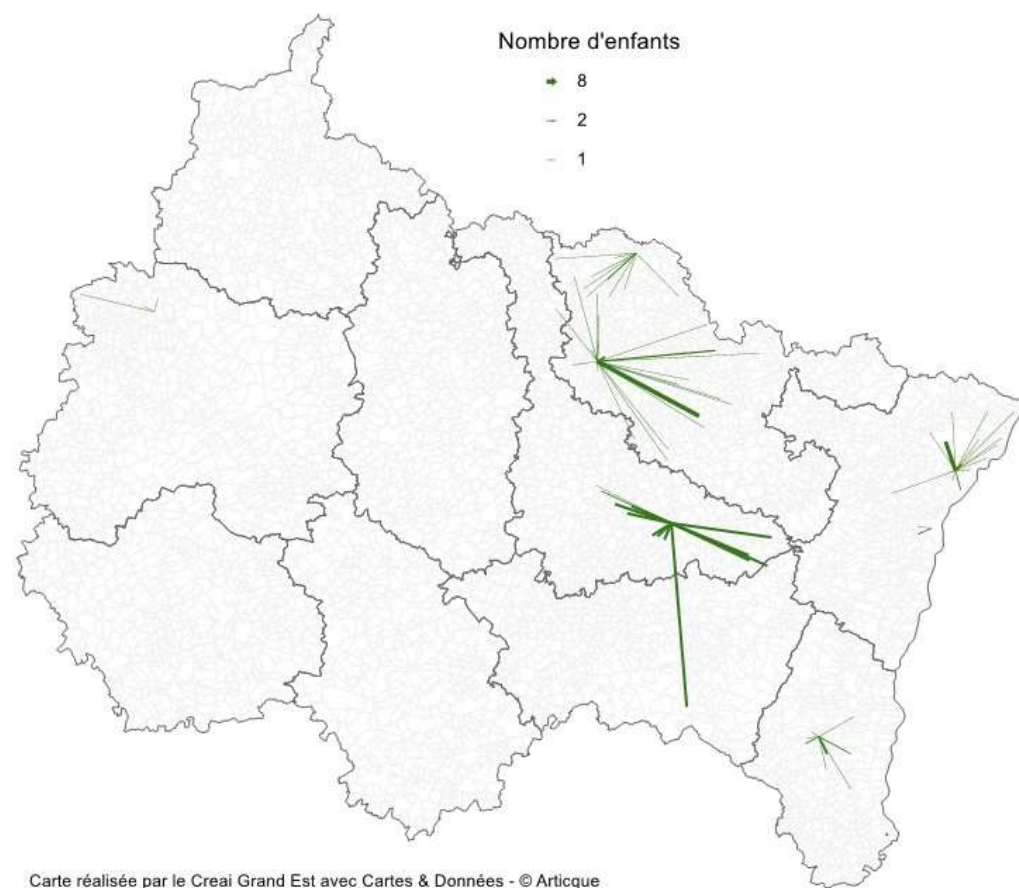 Nombre d'enfants
8
2
1
Carte réalisée par le Creai Grand Est avec Cartes & Données - © Articque